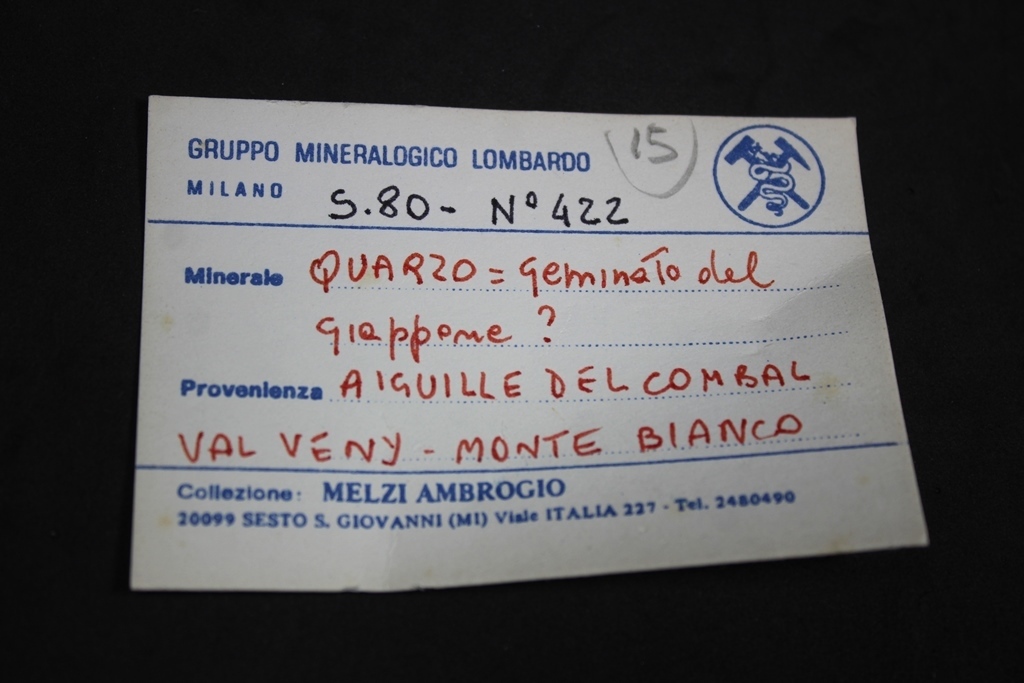 GRUPPO MINERALOGICO LOMBARDO
15
MILANO
S.80 - N° 422
Minerale QUARZO = geminato del
giappone ?
Provenienza AIGUILLE DEL COMBAL
VAL VENY - MONTE BIANCO
Collezione: MELZI AMBROGIO
20099 SESTO S. GIOVANNI (MI) Viale ITALIA 227 - Tel. 2480490